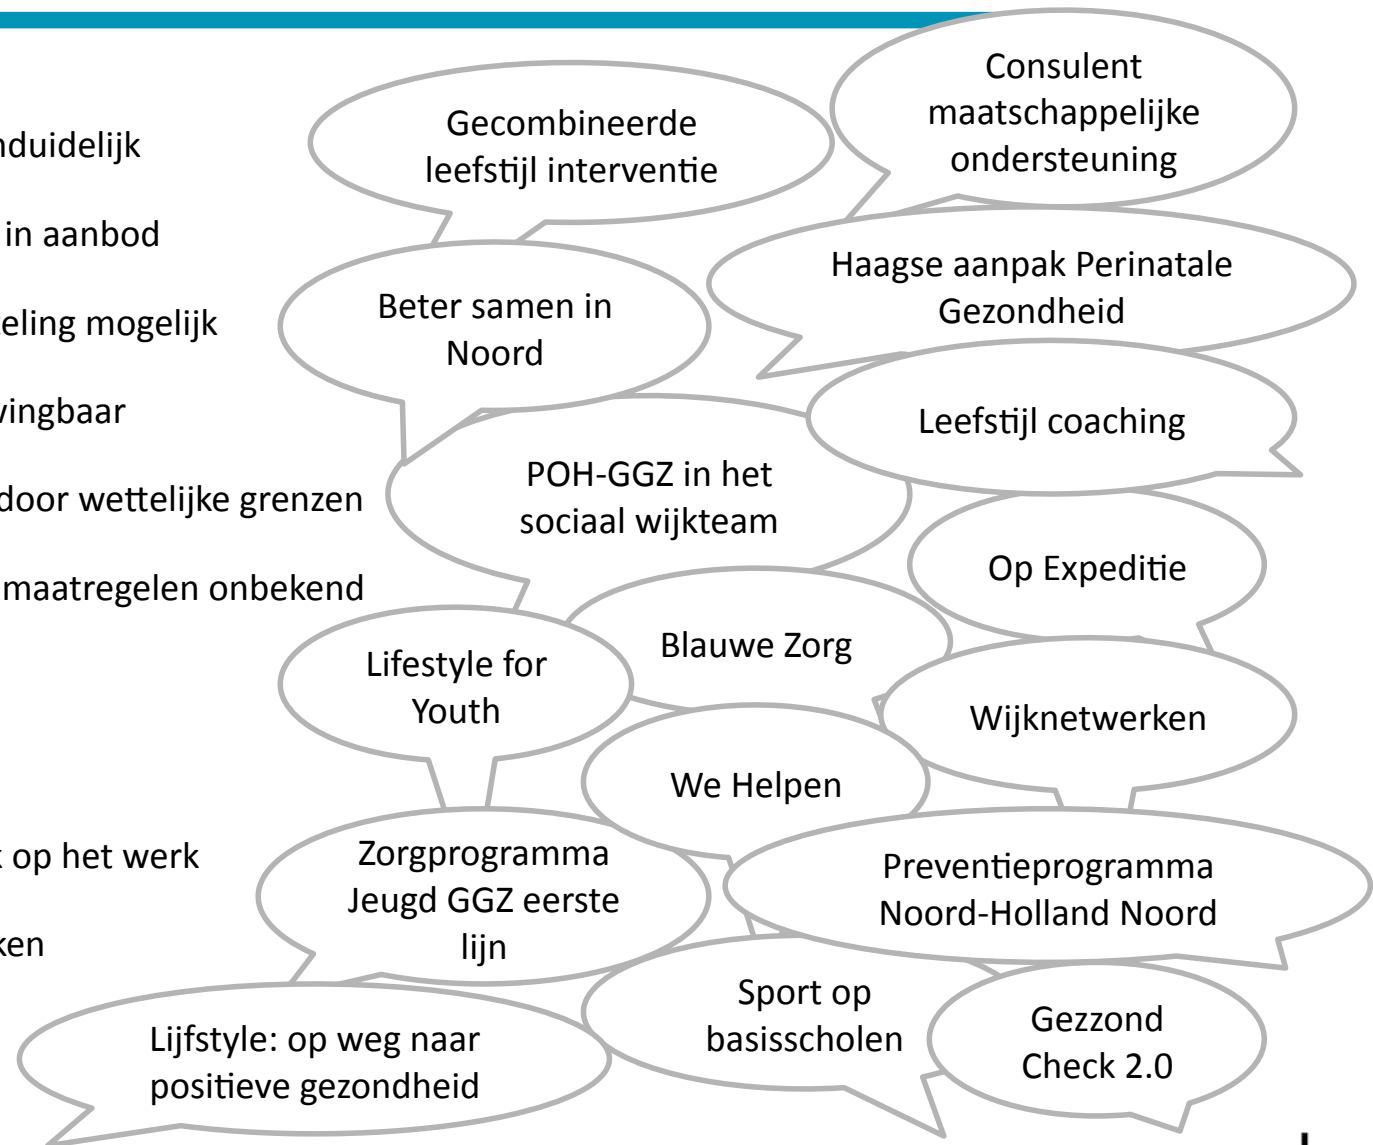 nduidelijk
in aanbod
eling mogelijk
vingbaar
door wettelijke grenzen
maatregelen onbekend
op het werk
ken
Consulent
maatschappelijke
ondersteuning
Gecombineerde
leefstijl interventie
Haagse aanpak Perinatale
Gezondheid
Beter samen in
Noord
Leefstijl coaching
POH-GGZ in het
sociaal wijkteam
Op Expeditie
Blauwe Zorg
Lifestyle for
Youth
Wijknetwerken
We Helpen
Zorgprogramma
Jeugd GGZ eerste
lijn
Preventieprogramma
Noord-Holland Noord
Sport op
basisscholen
Gezzond
Check 2.0
Lijfstyle: op weg naar
positieve gezondheid